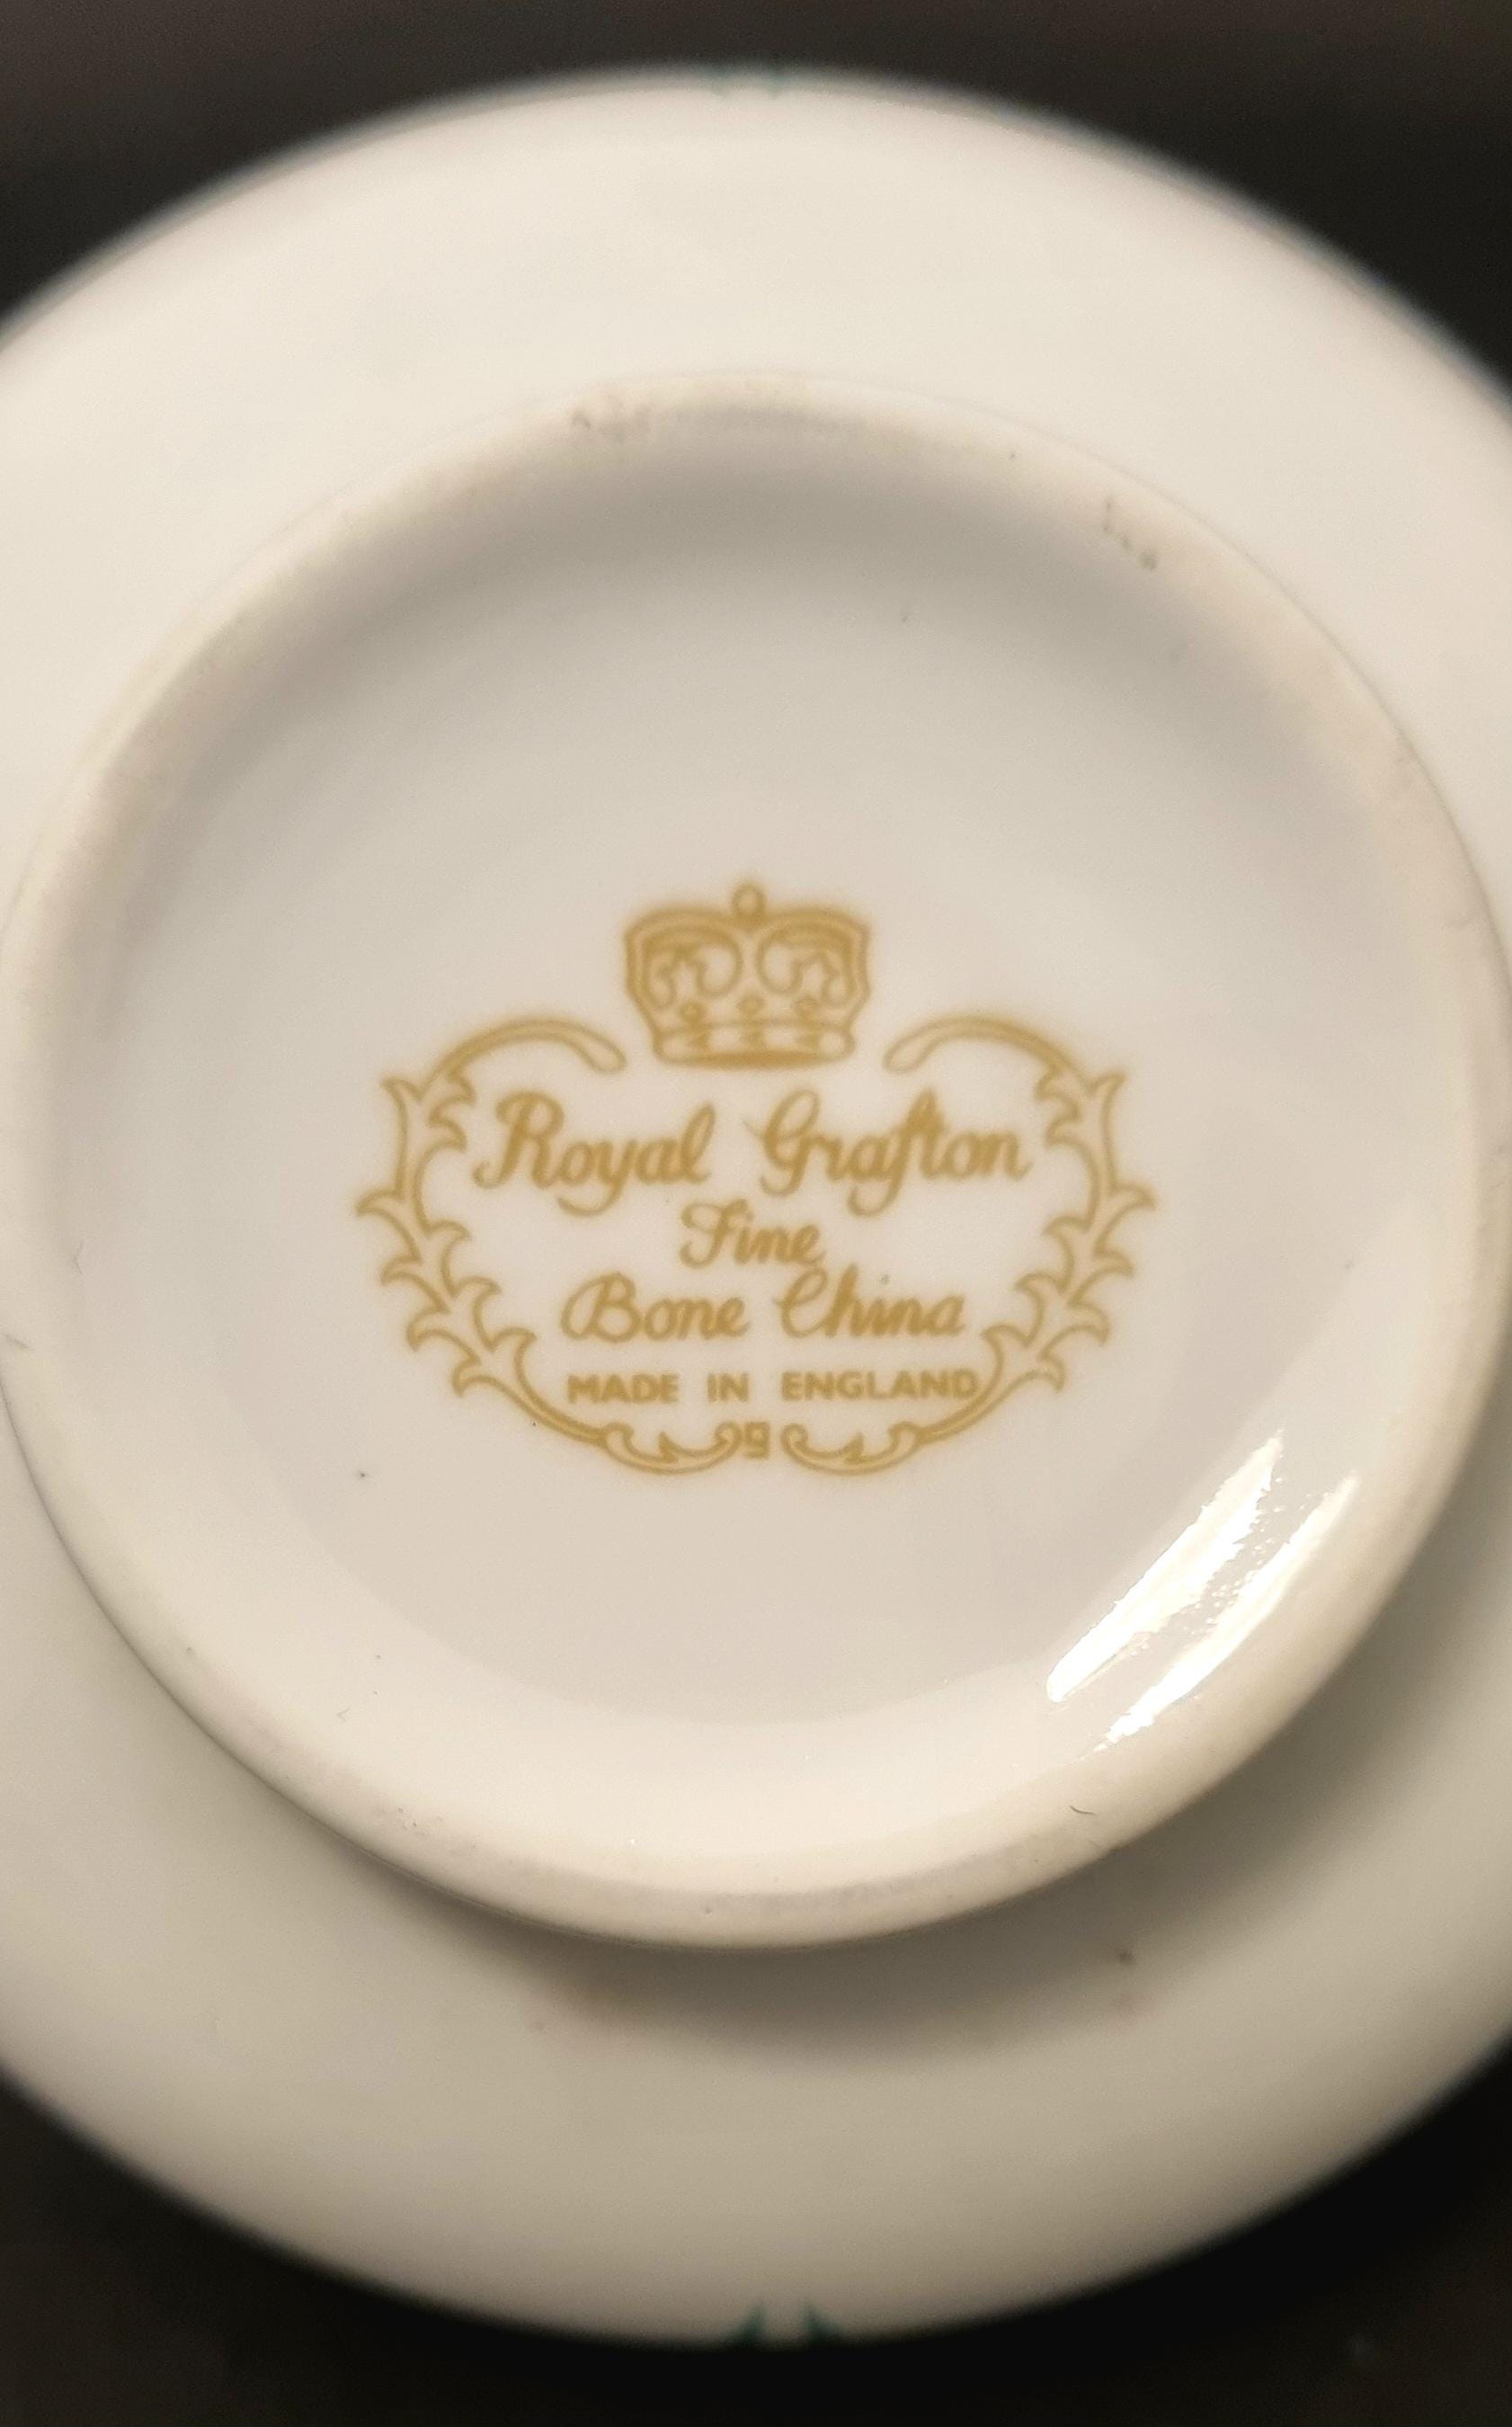 Royal Grafton
Fine
Bone China
MADE IN ENGLAND